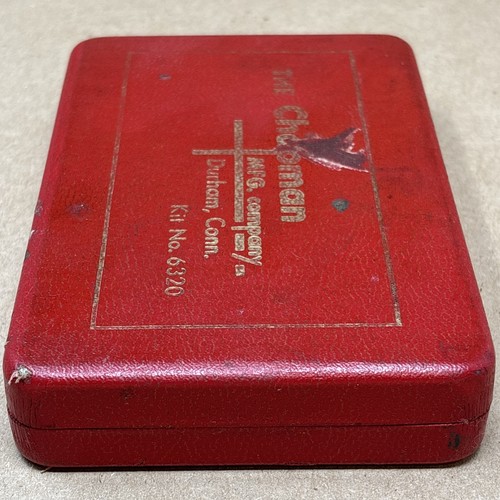 THE Chapman
MFG. company
Durham, Conn.
Kit No. 6320